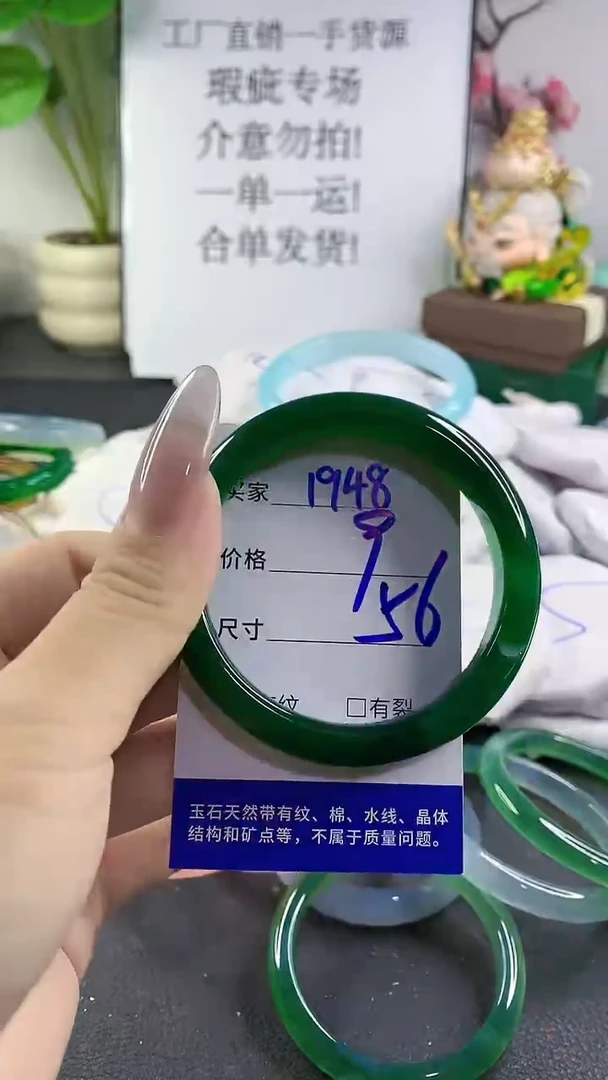 工厂直销一手货源
瑕疵专场
介意勿拍!
一单一运!
合单发货!
买家 1948
价格
尺寸 56
纹 □有裂
玉石天然带有纹、棉、水线、晶体
结构和矿点等，不属于质量问题。